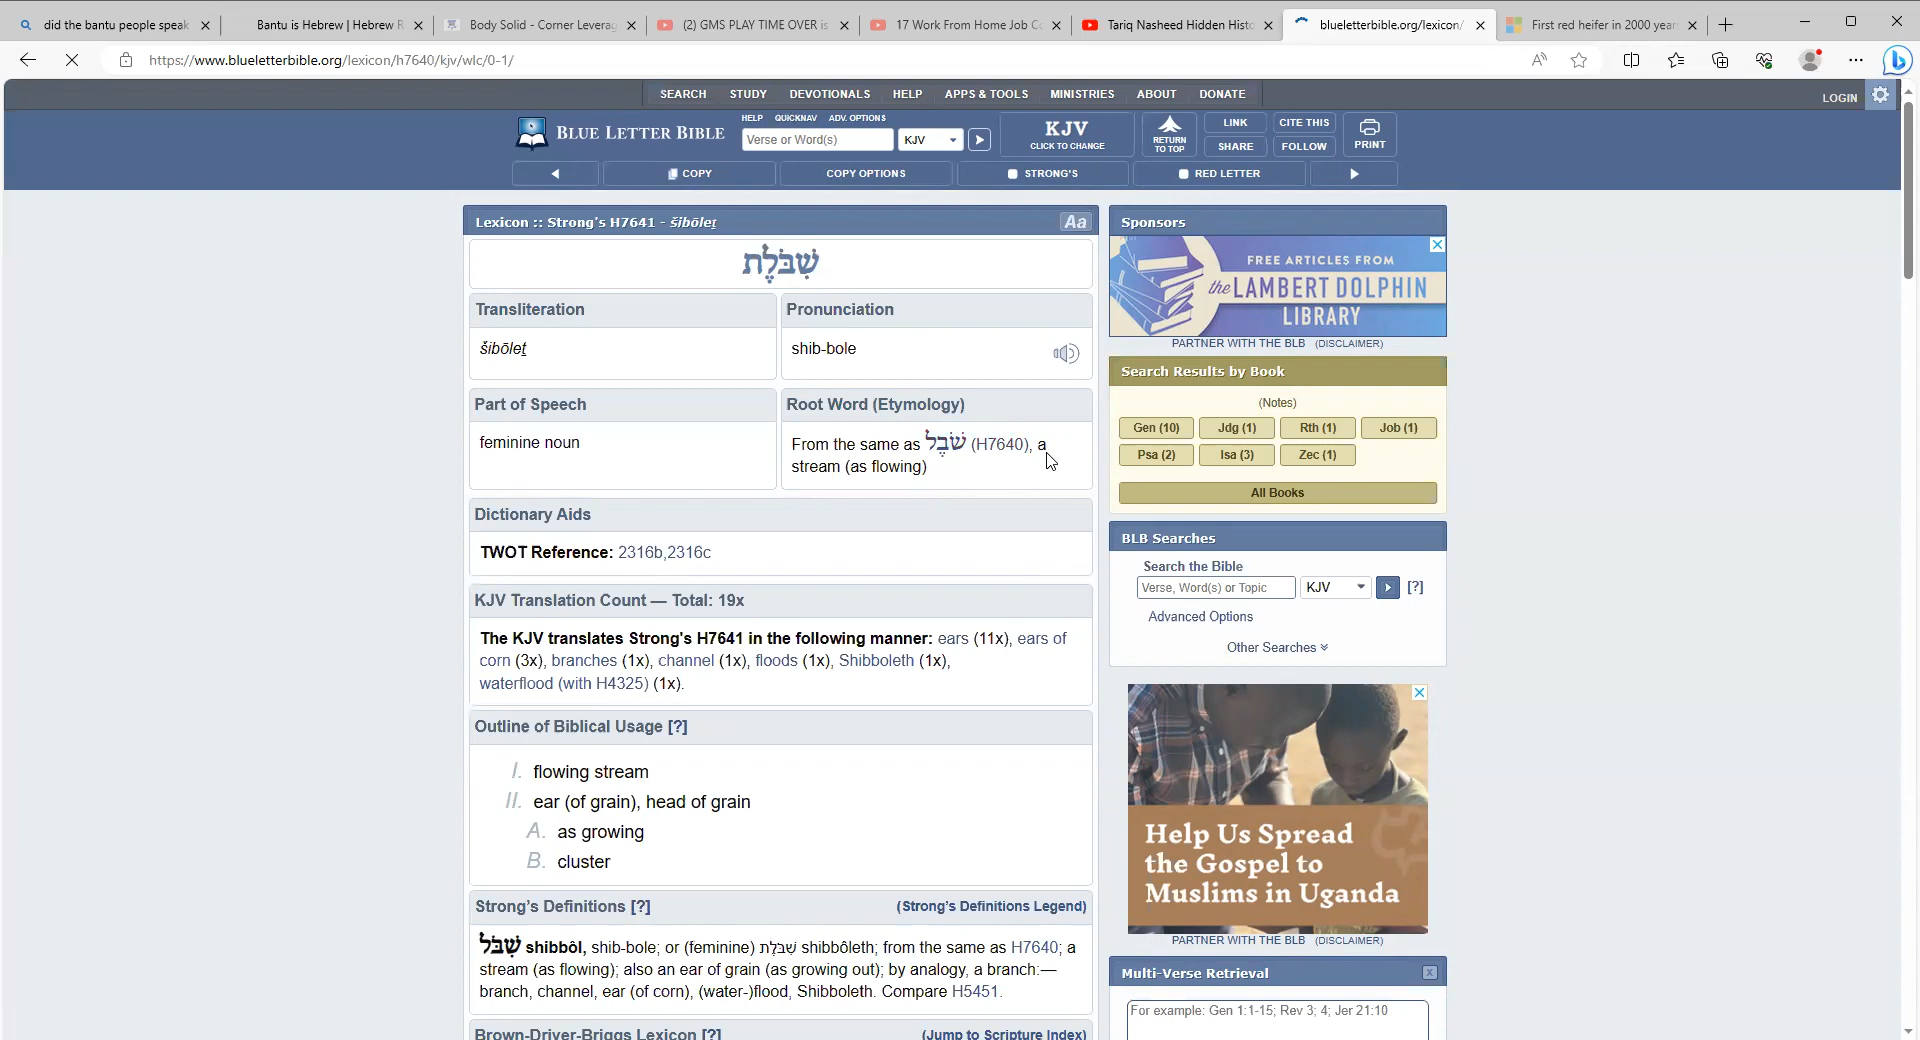 did the bantu people speak
Bantu is Hebrew | Hebrew R
Body Solid - Corner Leverag
(2) GMS PLAY TIME OVER is
17 Work From Home Job C
Tariq Nasheed Hidden Histo
blueletterbible.org/lexicon/
First red heifer in 2000 year
https://www.blueletterbible.org/lexicon/h7640/kjv/wlc/0-1/
SEARCH STUDY DEVOTIONALS HELP APPS & TOOLS MINISTRIES ABOUT DONATE
LOGIN
BLUE LETTER BIBLE
HELP QUICKNAV ADV. OPTIONS
Verse or Word(s) KJV
KJV
CLICK TO CHANGE
RETURN
TO TOP
LINK CITE THIS
SHARE FOLLOW
PRINT
COPY COPY OPTIONS STRONG'S RED LETTER
Lexicon :: Strong's H7641 - šibōleṯ Aa
שִׁבֹּלֶת
Transliteration
šibōleṯ
Pronunciation
shib-bole
Part of Speech
feminine noun
Root Word (Etymology)
From the same as שֹׁבֶל (H7640), a
stream (as flowing)
Dictionary Aids
TWOT Reference: 2316b,2316c
KJV Translation Count — Total: 19x
The KJV translates Strong's H7641 in the following manner: ears (11x), ears of
corn (3x), branches (1x), channel (1x), floods (1x), Shibboleth (1x),
waterflood (with H4325) (1x).
Outline of Biblical Usage [?]
I. flowing stream
II. ear (of grain), head of grain
A. as growing
B. cluster
Strong's Definitions [?] (Strong's Definitions Legend)
שִׁבֹּל shibbôl, shib-bole; or (feminine) שִׁבֹּלֶת shibbôleth; from the same as H7640; a
stream (as flowing); also an ear of grain (as growing out); by analogy, a branch:—
branch, channel, ear (of corn), (water-)flood, Shibboleth. Compare H5451.
Brown-Driver-Briggs Lexicon [?] (Jump to Scripture Index)
Sponsors
FREE ARTICLES FROM
the LAMBERT DOLPHIN
LIBRARY
PARTNER WITH THE BLB (DISCLAIMER)
Search Results by Book
(Notes)
Gen (10) Jdg (1) Rth (1) Job (1)
Psa (2) Isa (3) Zec (1)
All Books
BLB Searches
Search the Bible
Verse, Word(s) or Topic KJV [?]
Advanced Options
Other Searches
Help Us Spread
the Gospel to
Muslims in Uganda
PARTNER WITH THE BLB (DISCLAIMER)
Multi-Verse Retrieval x
For example: Gen 1:1-15; Rev 3; 4; Jer 21:10